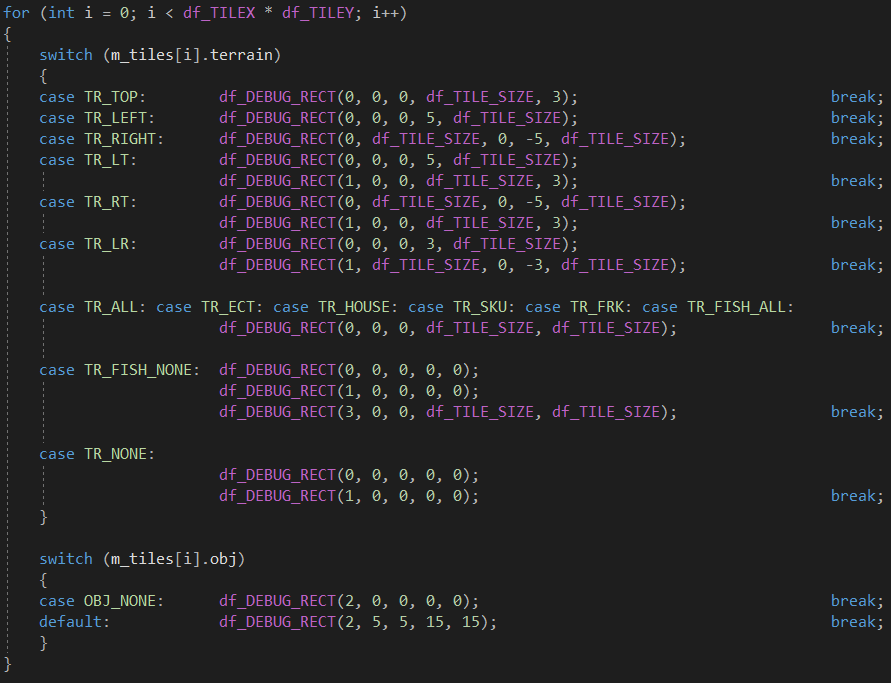 for (int i = 0; i < df_TILEX * df_TILEY; i++)
{
switch (m_tiles[i].terrain)
{
case TR_TOP: df_DEBUG_RECT(0, 0, 0, df_TILE_SIZE, 3); break;
case TR_LEFT: df_DEBUG_RECT(0, 0, 0, 5, df_TILE_SIZE); break;
case TR_RIGHT: df_DEBUG_RECT(0, df_TILE_SIZE, 0, -5, df_TILE_SIZE); break;
case TR_LT: df_DEBUG_RECT(0, 0, 0, 5, df_TILE_SIZE);
df_DEBUG_RECT(1, 0, 0, df_TILE_SIZE, 3); break;
case TR_RT: df_DEBUG_RECT(0, df_TILE_SIZE, 0, -5, df_TILE_SIZE);
df_DEBUG_RECT(1, 0, 0, df_TILE_SIZE, 3); break;
case TR_LR: df_DEBUG_RECT(0, 0, 0, 3, df_TILE_SIZE);
df_DEBUG_RECT(1, df_TILE_SIZE, 0, -3, df_TILE_SIZE); break;
case TR_ALL: case TR_ECT: case TR_HOUSE: case TR_SKU: case TR_FRK: case TR_FISH_ALL:
df_DEBUG_RECT(0, 0, 0, df_TILE_SIZE, df_TILE_SIZE); break;
case TR_FISH_NONE: df_DEBUG_RECT(0, 0, 0, 0, 0);
df_DEBUG_RECT(1, 0, 0, 0, 0);
df_DEBUG_RECT(3, 0, 0, df_TILE_SIZE, df_TILE_SIZE); break;
case TR_NONE:
df_DEBUG_RECT(0, 0, 0, 0, 0);
df_DEBUG_RECT(1, 0, 0, 0, 0); break;
}
switch (m_tiles[i].obj)
{
case OBJ_NONE: df_DEBUG_RECT(2, 0, 0, 0, 0); break;
default: df_DEBUG_RECT(2, 5, 5, 15, 15); break;
}
}